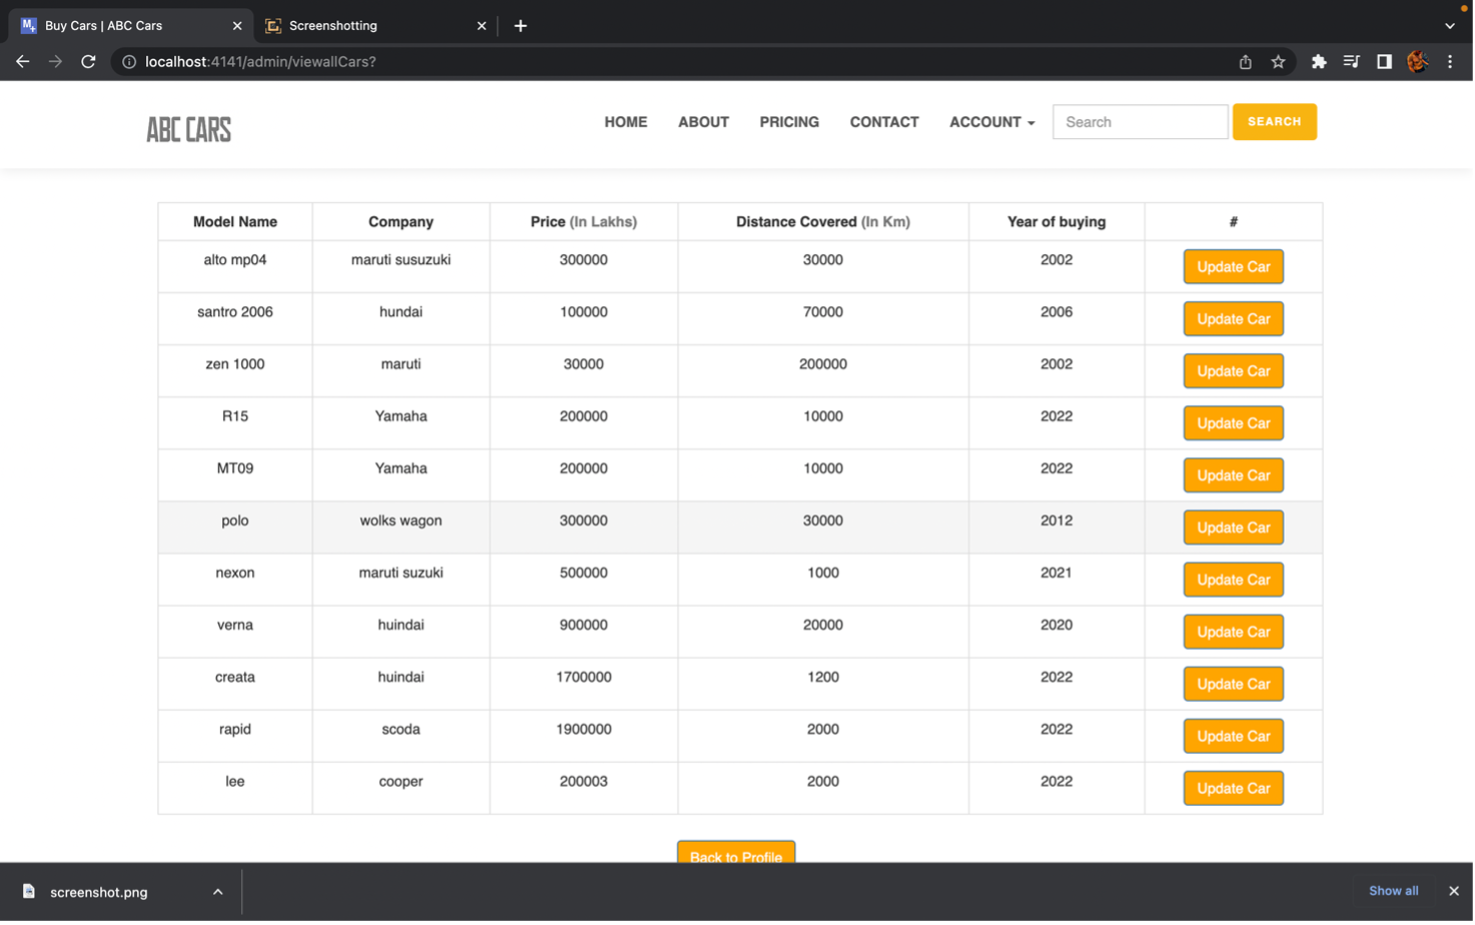 Buy Cars | ABC Cars Screenshotting
localhost:4141/admin/viewallCars?
ABC CARS HOME ABOUT PRICING CONTACT ACCOUNT Search SEARCH
Model Name Company Price (In Lakhs) Distance Covered (In Km) Year of buying #
alto mp04 maruti susuzuki 300000 30000 2002 Update Car
santro 2006 hundai 100000 70000 2006 Update Car
zen 1000 maruti 30000 200000 2002 Update Car
R15 Yamaha 200000 10000 2022 Update Car
MT09 Yamaha 200000 10000 2022 Update Car
polo wolks wagon 300000 30000 2012 Update Car
nexon maruti suzuki 500000 1000 2021 Update Car
verna huindai 900000 20000 2020 Update Car
creata huindai 1700000 1200 2022 Update Car
rapid scoda 1900000 2000 2022 Update Car
lee cooper 200003 2000 2022 Update Car
Back to Profile
screenshot.png Show all